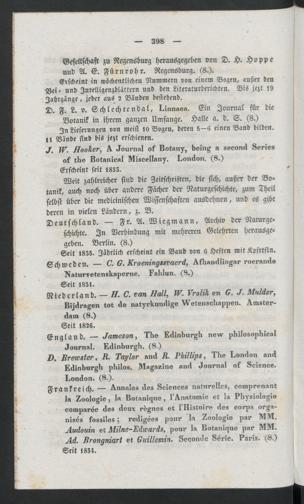 — 398 —
Gesellschaft zu Regensburg herausgegeben von D. H. Hoppe
und A. E. Fürnrohr. Regensburg. (8.).
Erscheint in wöchentlichen Nummern von einem Bogen, außer den
Bei- und Intelligenzblättern und den Literaturberichten. Bis jetzt 19
Jahrgänge, jeder aus 2 Bänden bestehend.
D. F. L. v. Schlechtendal, Linnaea. Ein Journal für die
Botanik in ihrem ganzen Umfange. Halle a. d. S. (8.)
In Lieferungen von meist 10 Bogen, deren 5—6 einen Band bilden.
11 Bände sind bis jetzt erschienen.
J. W. Hooker, A Journal of Botany, being a second Series
of the Botanical Miscellany. London. (8.)
Erscheint seit 1835.
Weit zahlreicher sind die Zeitschriften, die sich, außer der Bo-
tanik, auch noch über andere Fächer der Naturgeschichte, zum Theil
selbst über die medicinischen Wissenschaften ausdehnen, und es gibt
deren in vielen Ländern, z. B.
Deutschland. — Fr. A. Wiegmann, Archiv der Naturge-
schichte. In Verbindung mit mehreren Gelehrten herausge-
geben. Berlin. (8.)
Seit 1835. Jährlich erscheint ein Band von 6 Heften mit Kpfrtfln.
Schweden. — C. G. Kroeningssvaerd, Afhandlingar roerande
Naturvetenskaperne. Fahlun. (8.)
Seit 1831.
Niederland. — H. C. van Hall, W. Vrolik en G. J. Mulder,
Bijdragen tot de natyrkundige Wetenschappen. Amster-
dam (8.)
Seit 1826.
England. — Jameson, The Edinburgh new philosophical
Journal. Edinburgh. (8.)
D. Brewster, R. Taylor and R. Phillips, The London and
Edinburgh philos. Magazine and Journal of Science.
London. (8.).
Frankreich. — Annales des Sciences naturelles, comprenant
la Zoologie, la Botanique, l'Anatomie et la Physiologie
comparée des deux règnes et l'Histoire des corps orga-
nisés fossiles; redigées pour la Zoologie par MM.
Audouin et Milne-Edwards, pour la Botanique par MM.
Ad. Brongniart et Guillemin. Seconde Série. Paris. (8.)
Seit 1834.